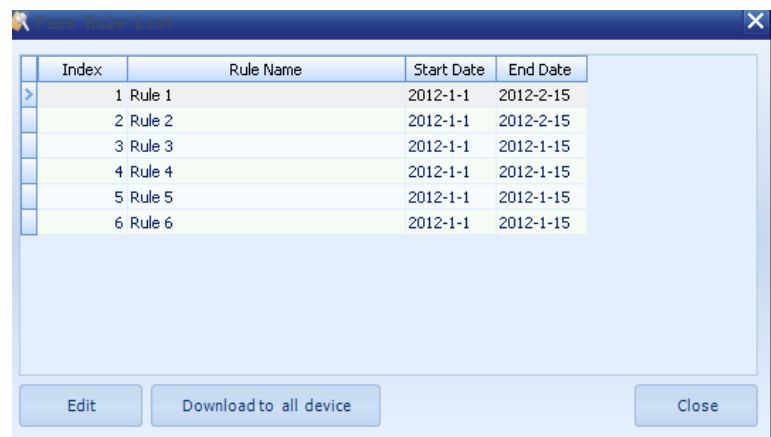 Pass Rule List
Index Rule Name Start Date End Date
1 Rule 1 2012-1-1 2012-2-15
2 Rule 2 2012-1-1 2012-2-15
3 Rule 3 2012-1-1 2012-1-15
4 Rule 4 2012-1-1 2012-1-15
5 Rule 5 2012-1-1 2012-1-15
6 Rule 6 2012-1-1 2012-1-15
Edit Download to all device Close